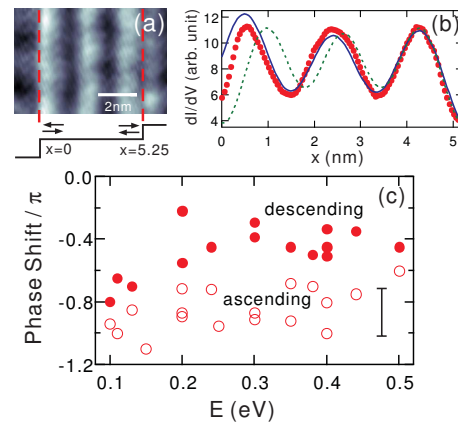 (a)
2nm
x=0
x=5.25
(b)
dI/dV (arb. unit)
12
10
8
6
4
0
1
2
3
4
5
x (nm)
(c)
Phase Shift / π
0.0
-0.4
-0.8
-1.2
descending
ascending
0.1
0.2
0.3
0.4
0.5
E (eV)